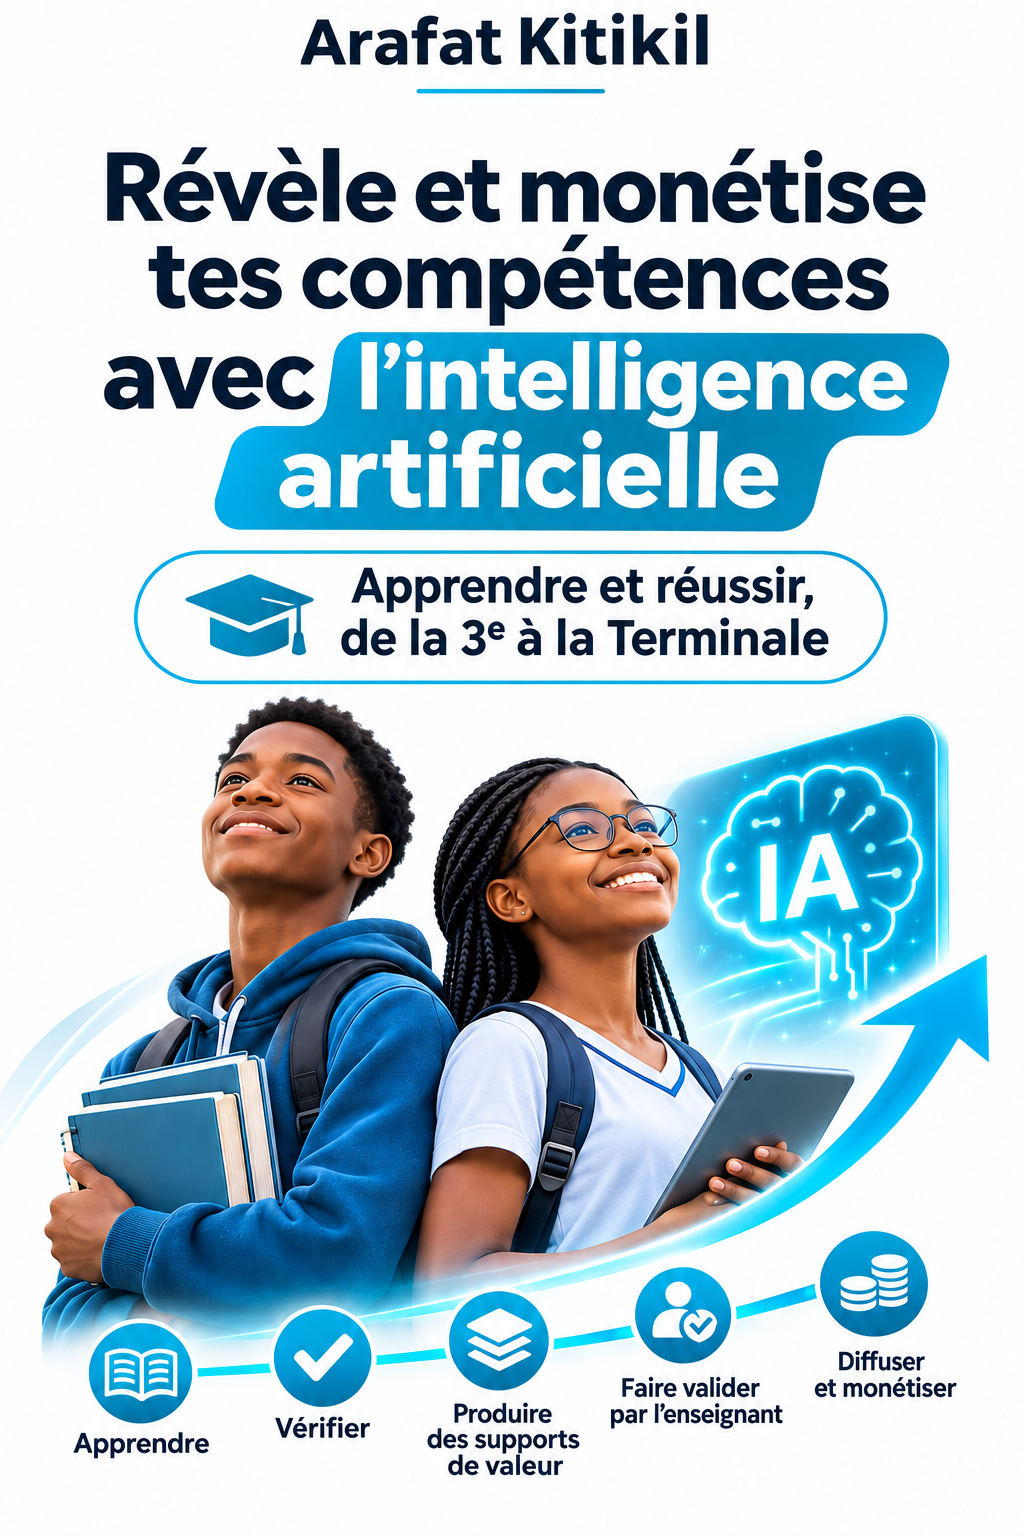 Arafat Kitikil
Révèle et monétise
tes compétences
avec l'intelligence
artificielle
Apprendre et réussir,
de la 3e à la Terminale
IA
Apprendre
Vérifier
Produire
des supports
de valeur
Faire valider
par l'enseignant
Diffuser
et monétiser